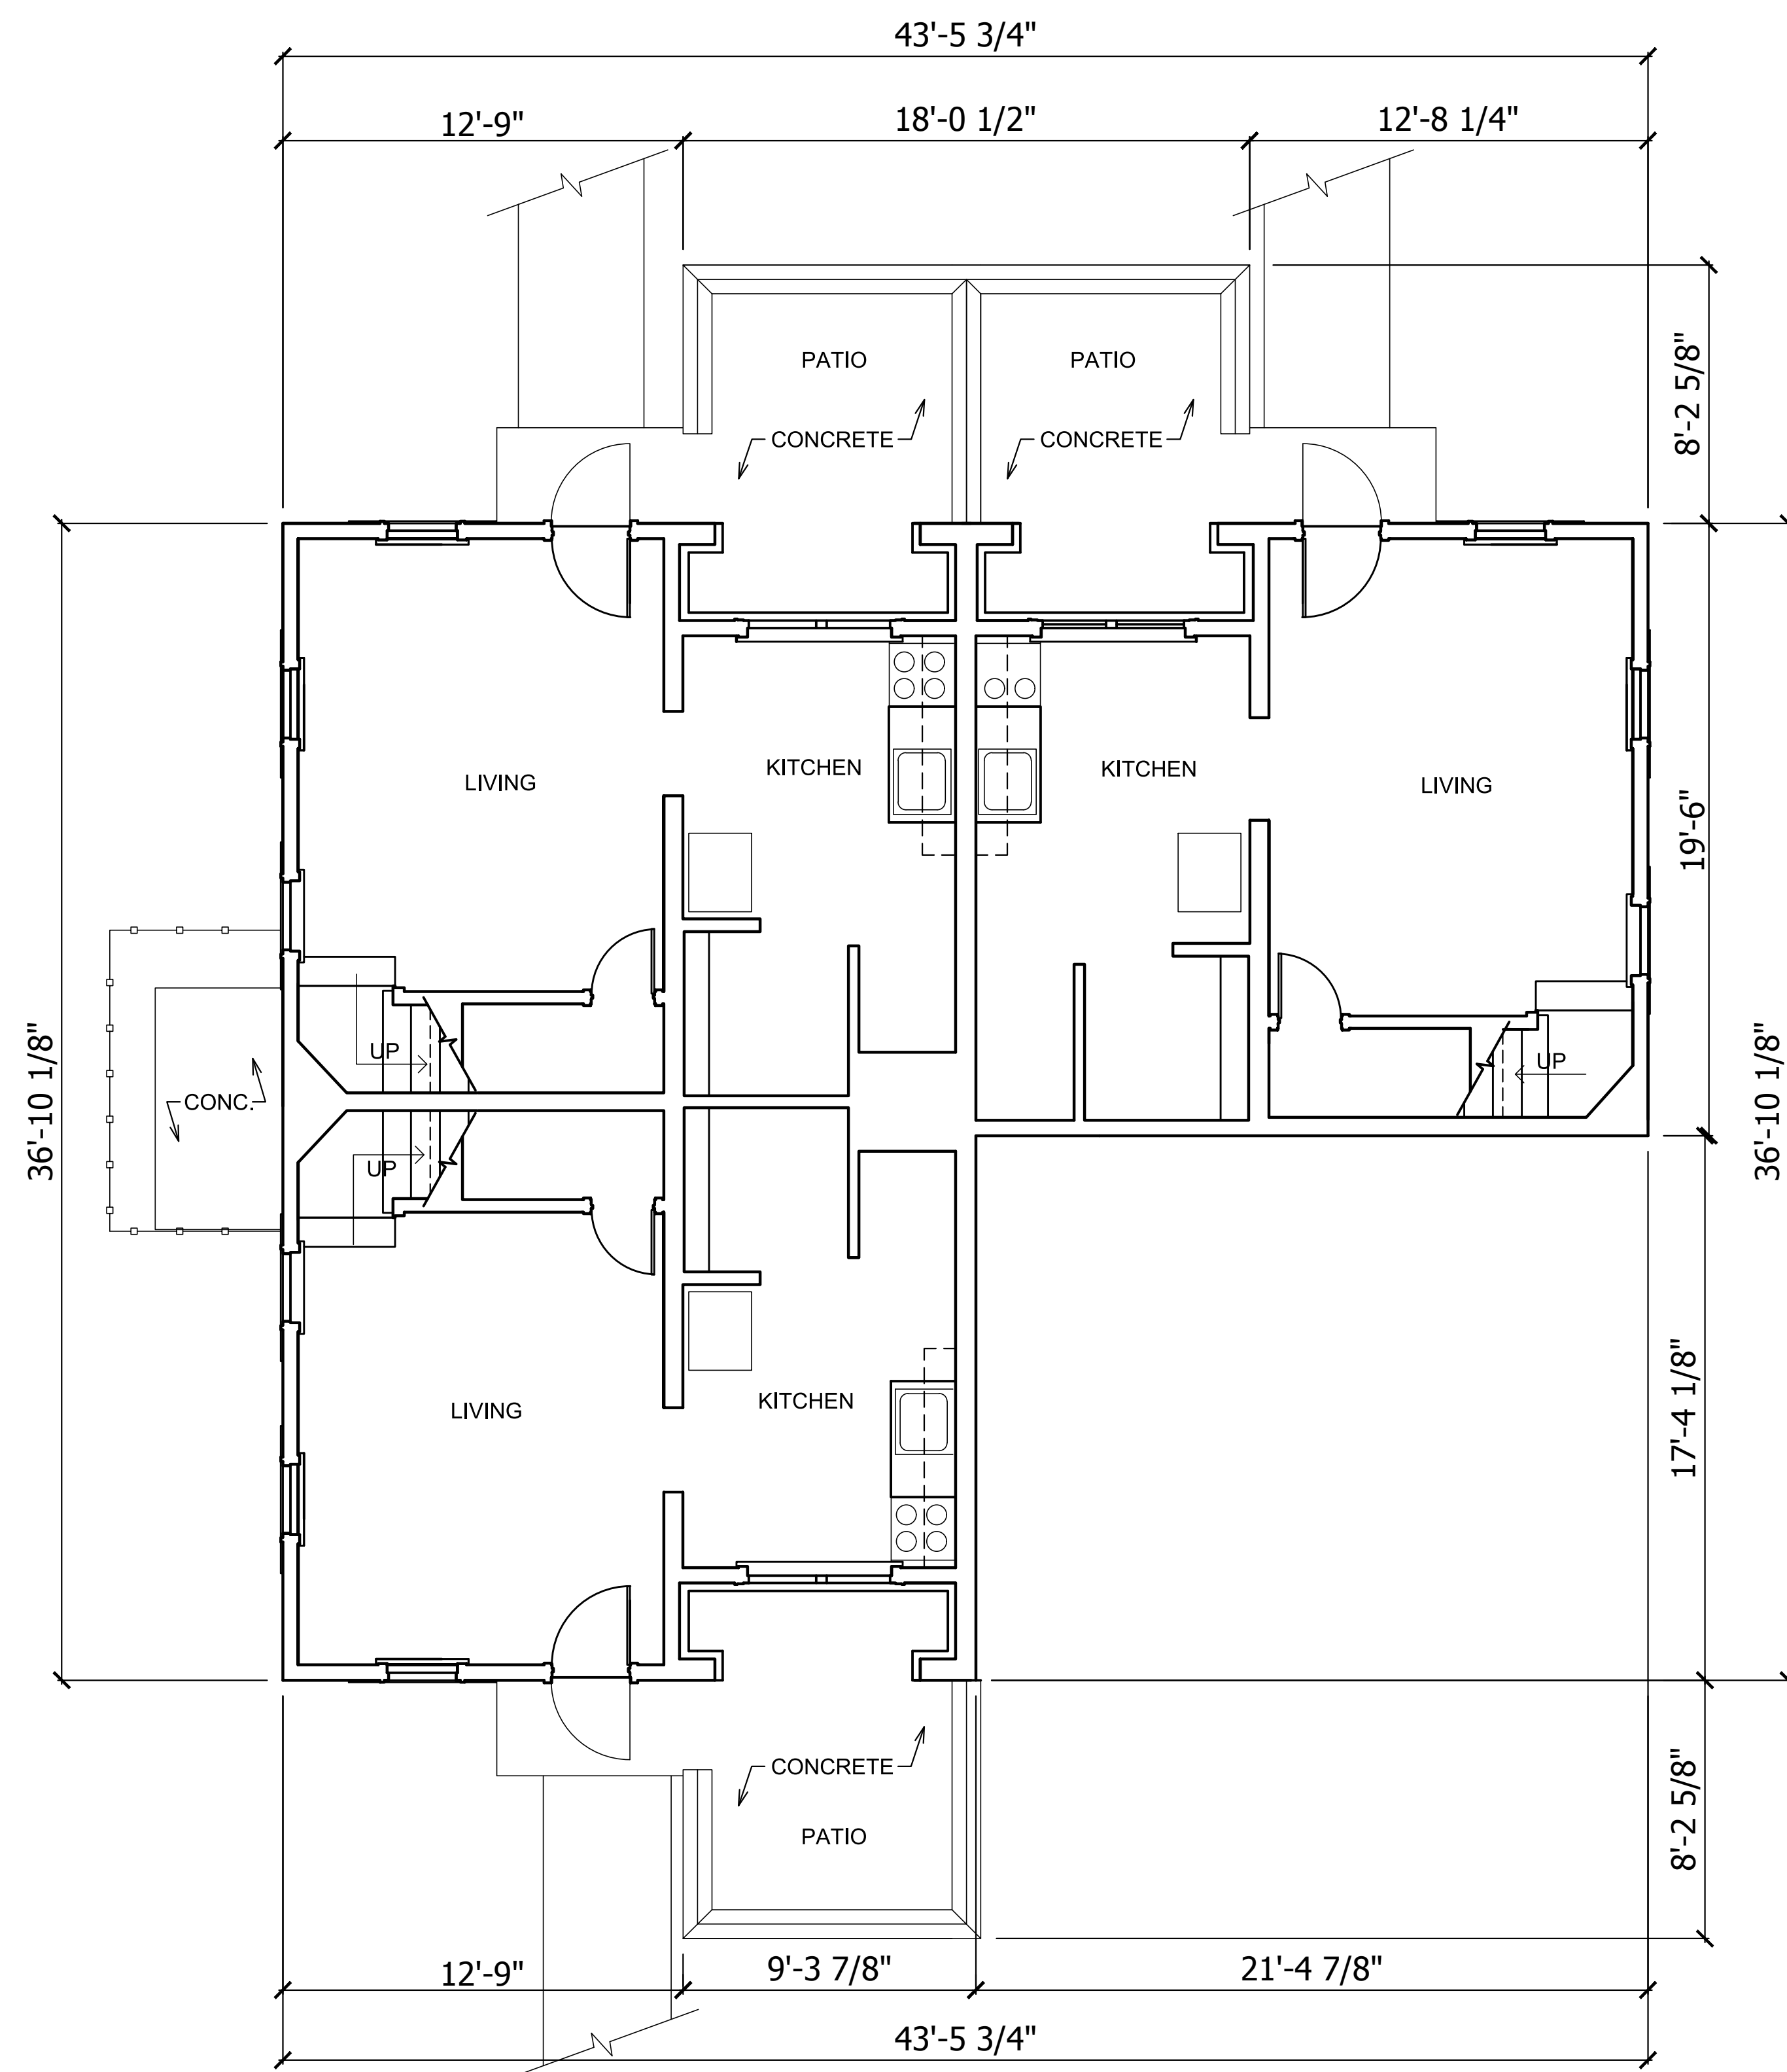 43'-5 3/4"
12'-9"
18'-0 1/2"
12'-8 1/4"
8'-2 5/8"
PATIO
PATIO
CONCRETE
CONCRETE
LIVING
KITCHEN
KITCHEN
LIVING
19'-6"
36'-10 1/8"
UP
CONC.
UP
UP
36'-10 1/8"
LIVING
KITCHEN
17'-4 1/8"
CONCRETE
PATIO
8'-2 5/8"
12'-9"
9'-3 7/8"
21'-4 7/8"
43'-5 3/4"